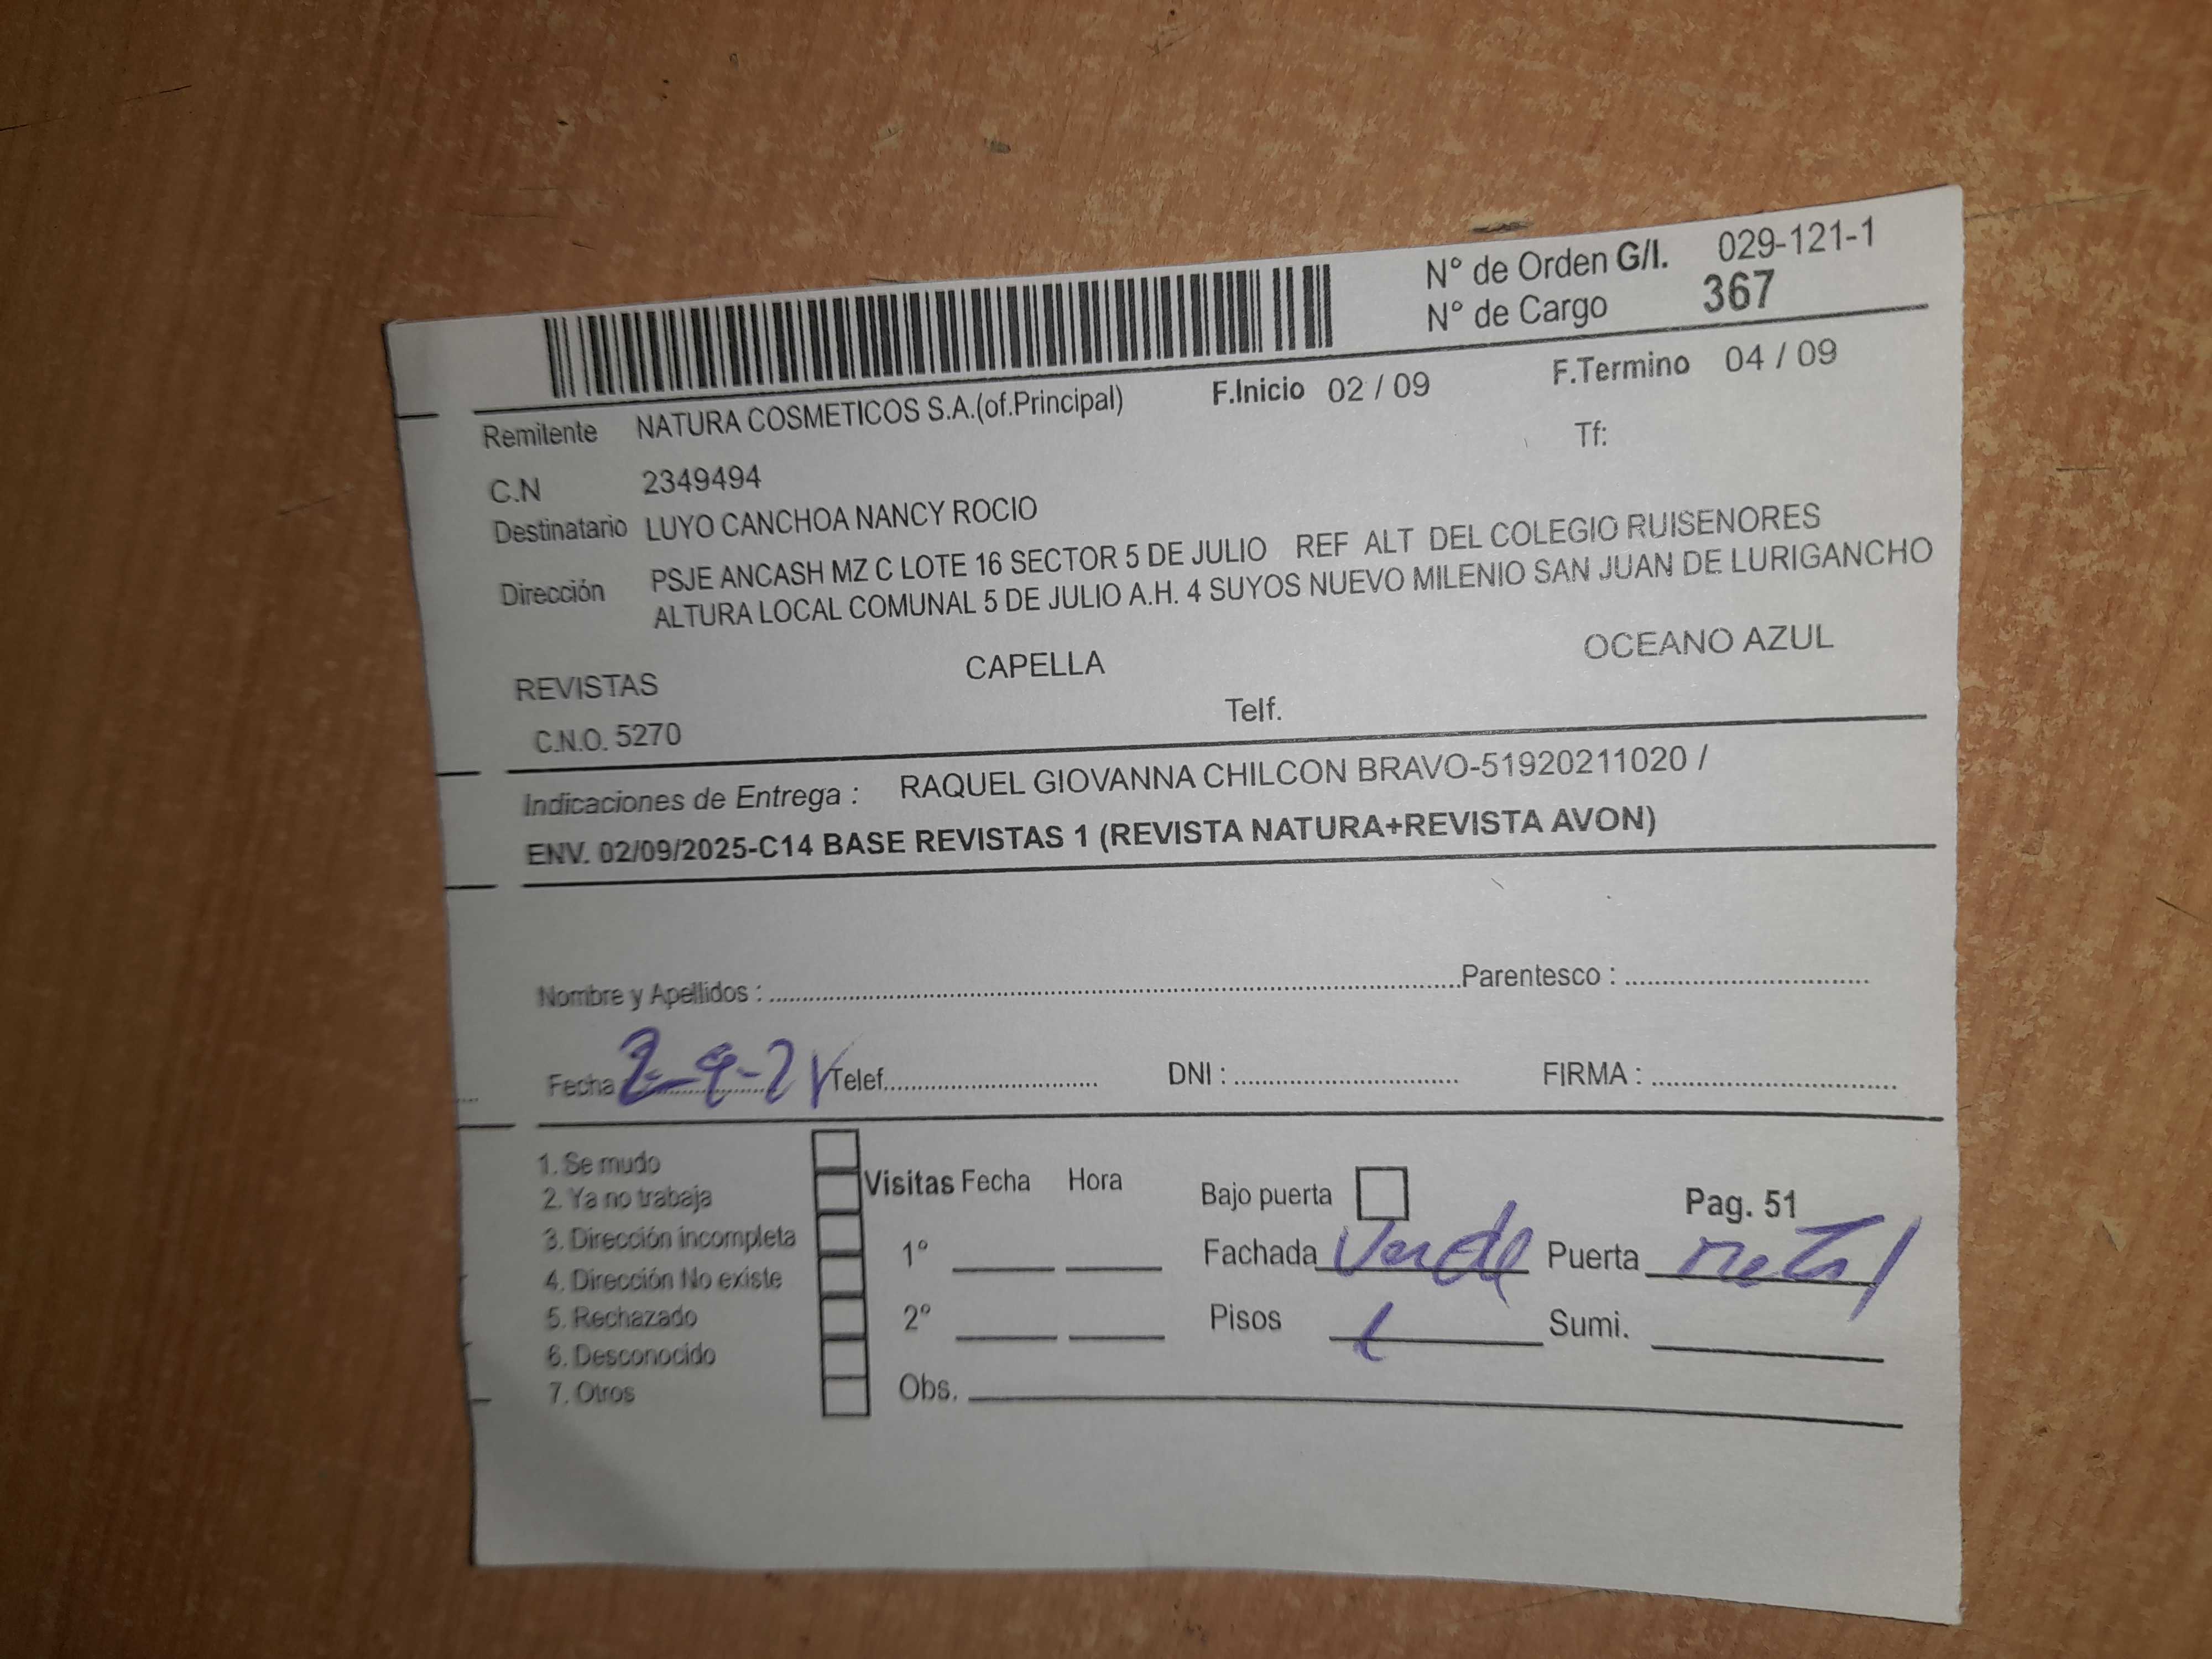 N° de Orden G/I. 029-121-1
N° de Cargo 367
F.Inicio 02 / 09 F.Termino 04 / 09
Remitente NATURA COSMETICOS S.A.(of.Principal)
Tf:
C.N 2349494
Destinatario LUYO CANCHOA NANCY ROCIO
Dirección PSJE ANCASH MZ C LOTE 16 SECTOR 5 DE JULIO REF ALT DEL COLEGIO RUISENORES
ALTURA LOCAL COMUNAL 5 DE JULIO A.H. 4 SUYOS NUEVO MILENIO SAN JUAN DE LURIGANCHO
REVISTAS CAPELLA OCEANO AZUL
C.N.O. 5270 Telf.
Indicaciones de Entrega : RAQUEL GIOVANNA CHILCON BRAVO-51920211020 /
ENV. 02/09/2025-C14 BASE REVISTAS 1 (REVISTA NATURA+REVISTA AVON)
Nombre y Apellidos : Parentesco :
Fecha Telef. DNI : FIRMA :
1. Se mudo
2. Ya no trabaja
3. Dirección incompleta
4. Dirección No existe
5. Rechazado
6. Desconocido
7. Otros
Visitas Fecha Hora
1º
2º
Obs.
Bajo puerta Pag. 51
Fachada Verde Puerta metal
Pisos 1 Sumi.